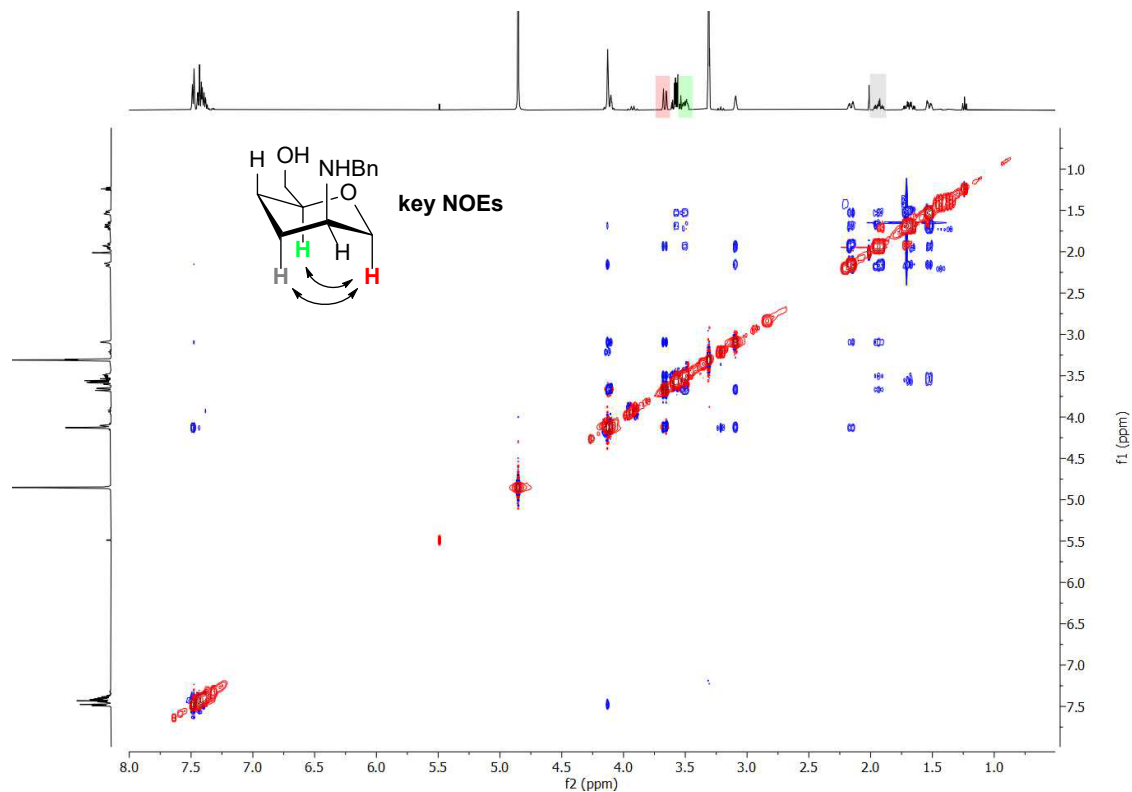 H
OH
NHBn
O
key NOEs
H
H
H
H
1.0
1.5
2.0
2.5
3.0
3.5
4.0
4.5
5.0
5.5
6.0
6.5
7.0
7.5
f1 (ppm)
8.0 7.5 7.0 6.5 6.0 5.5 5.0 4.5 4.0 3.5 3.0 2.5 2.0 1.5 1.0
f2 (ppm)